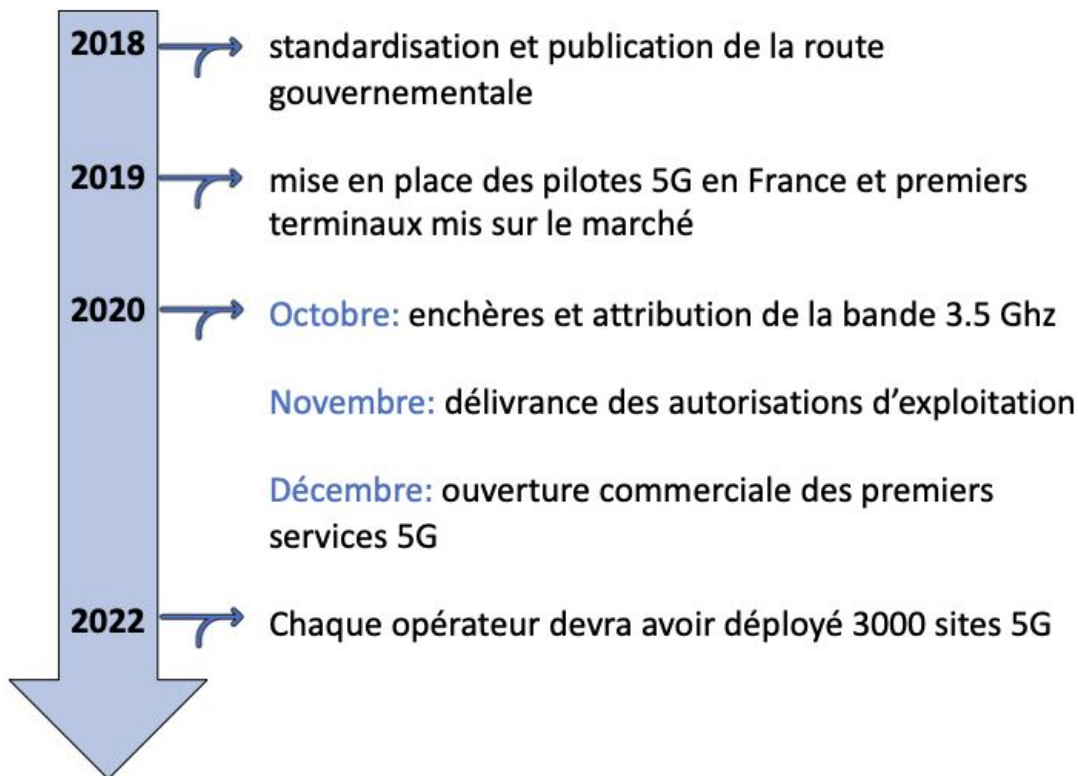 2018 standardisation et publication de la route
gouvernementale
2019 mise en place des pilotes 5G en France et premiers
terminaux mis sur le marché
2020 Octobre: enchères et attribution de la bande 3.5 Ghz
Novembre: délivrance des autorisations d’exploitation
Décembre: ouverture commerciale des premiers
services 5G
2022 Chaque opérateur devra avoir déployé 3000 sites 5G